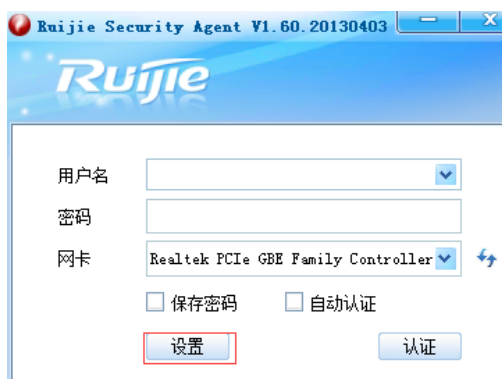 Ruijie Security Agent V1.60.20130403
Ruijie
用户名
密码
网卡 Realtek PCIe GBE Family Controller
保存密码 自动认证
设置 认证